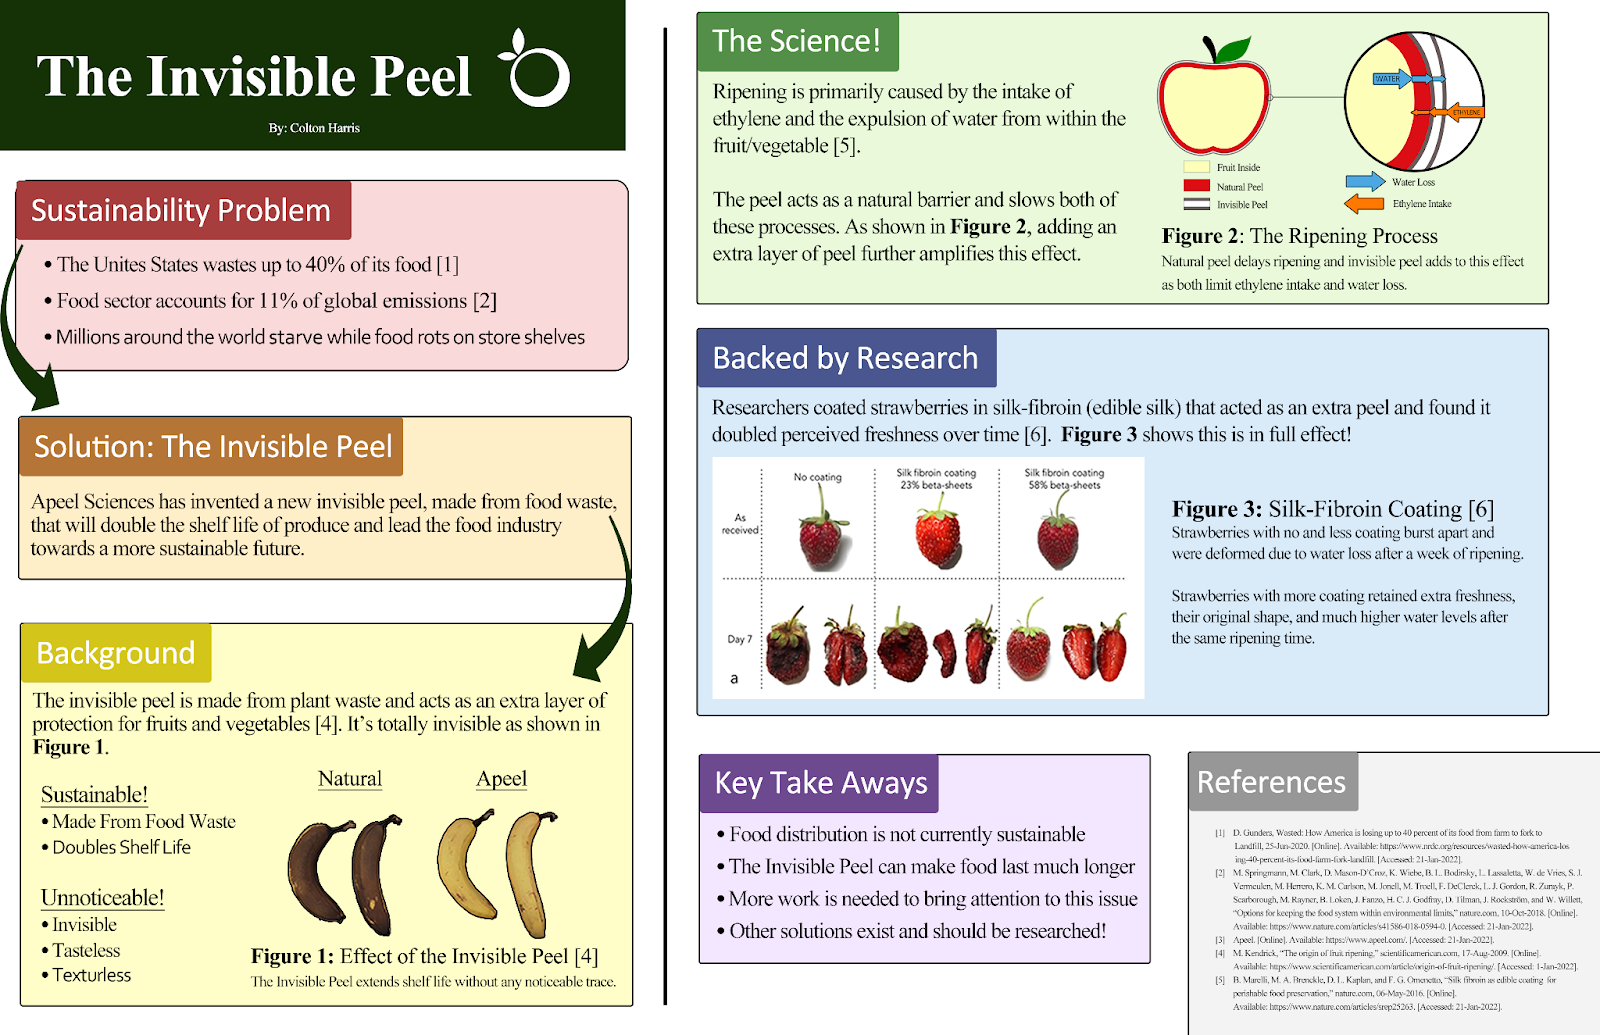 The Invisible Peel
By: Colton Harris
Sustainability Problem
• The Unites States wastes up to 40% of its food [1]
• Food sector accounts for 11% of global emissions [2]
• Millions around the world starve while food rots on store shelves
Solution: The Invisible Peel
Apeel Sciences has invented a new invisible peel, made from food waste,
that will double the shelf life of produce and lead the food industry
towards a more sustainable future.
Background
The invisible peel is made from plant waste and acts as an extra layer of
protection for fruits and vegetables [4]. It's totally invisible as shown in
Figure 1.
Sustainable!
• Made From Food Waste
• Doubles Shelf Life
Unnoticeable!
• Invisible
• Tasteless
• Texturless
Natural
Apeel
Figure 1: Effect of the Invisible Peel [4]
The Invisible Peel extends shelf life without any noticeable trace.
The Science!
Ripening is primarily caused by the intake of
ethylene and the expulsion of water from within the
fruit/vegetable [5].
The peel acts as a natural barrier and slows both of
these processes. As shown in Figure 2, adding an
extra layer of peel further amplifies this effect.
WATER
ETHYLENE
Fruit Inside
Natural Peel
Invisible Peel
Water Loss
Ethylene Intake
Figure 2: The Ripening Process
Natural peel delays ripening and invisible peel adds to this effect
as both limit ethylene intake and water loss.
Backed by Research
Researchers coated strawberries in silk-fibroin (edible silk) that acted as an extra peel and found it
doubled perceived freshness over time [6]. Figure 3 shows this is in full effect!
No coating
Silk fibroin coating
23% beta-sheets
Silk fibroin coating
58% beta-sheets
As
received
Day 7
a
Figure 3: Silk-Fibroin Coating [6]
Strawberries with no and less coating burst apart and
were deformed due to water loss after a week of ripening.
Strawberries with more coating retained extra freshness,
their original shape, and much higher water levels after
the same ripening time.
Key Take Aways
• Food distribution is not currently sustainable
• The Invisible Peel can make food last much longer
• More work is needed to bring attention to this issue
• Other solutions exist and should be researched!
References
[1] D. Gunders, Wasted: How America is losing up to 40 percent of its food from farm to fork to
Landfill, 25-Jun-2020. [Online]. Available: https://www.nrdc.org/resources/wasted-how-america-los
ing-40-percent-its-food-farm-fork-landfill. [Accessed: 21-Jan-2022].
[2] M. Springmann, M. Clark, D. Mason-D'Croz, K. Wiebe, B. L. Bodirsky, L. Lassaletta, W. de Vries, S. J.
Vermeulen, M. Herrero, K. M. Carlson, M. Jonell, M. Troell, F. DeClerck, L. J. Gordon, R. Zurayk, P.
Scarborough, M. Rayner, B. Loken, J. Fanzo, H. C. J. Godfray, D. Tilman, J. Rockström, and W. Willett,
"Options for keeping the food system within environmental limits," nature.com, 10-Oct-2018. [Online].
Available: https://www.nature.com/articles/s41586-018-0594-0. [Accessed: 21-Jan-2022].
[3] Apeel. [Online]. Available: https://www.apeel.com/. [Accessed: 21-Jan-2022].
[4] M. Kendrick, "The origin of fruit ripening," scientificamerican.com, 17-Aug-2009. [Online].
Available: https://www.scientificamerican.com/article/origin-of-fruit-ripening/. [Accessed: 1-Jan-2022].
[5] B. Marelli, M. A. Brenckle, D. L. Kaplan, and F. G. Omenetto, "Silk fibroin as edible coating for
perishable food preservation," nature.com, 06-May-2016. [Online].
Available: https://www.nature.com/articles/srep25263. [Accessed: 21-Jan-2022].